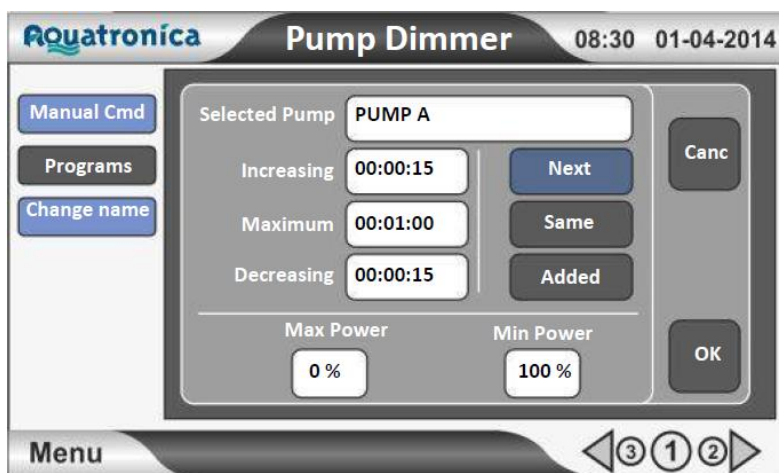 Aquatronica Pump Dimmer 08:30 01-04-2014
Manual Cmd
Programs
Change name
Selected Pump PUMP A
Increasing 00:00:15 Next
Maximum 00:01:00 Same
Decreasing 00:00:15 Added
Max Power Min Power
0 % 100 %
Canc
OK
Menu 3 1 2